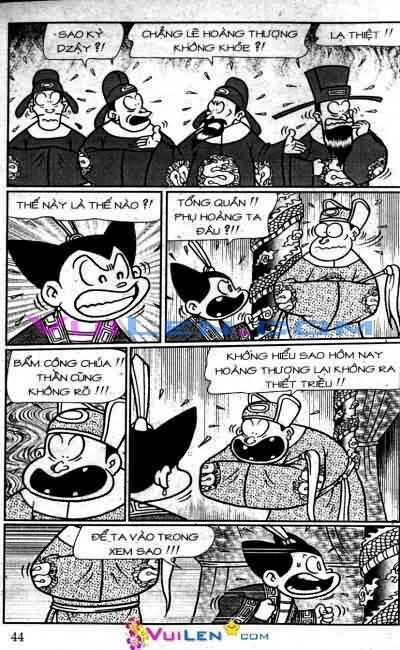 SAO KỲ
DZẬY ?!
CHẲNG LẼ HOÀNG THƯỢNG
KHÔNG KHỎE ?!
LẠ THIỆT !!
THẾ NÀY LÀ THẾ NÀO ?!
TỔNG QUẢN !!
PHỤ HOÀNG TA
ĐÂU ?!!
VUILEN.COM
BẨM CÔNG CHÚA !!
THẦN CŨNG
KHÔNG RÕ !!!
KHÔNG HIỂU SAO HÔM NAY
HOÀNG THƯỢNG LẠI KHÔNG RA
THIẾT TRIỀU !!
ĐỂ TA VÀO TRONG
XEM SAO !!!
44
VUILEN.COM